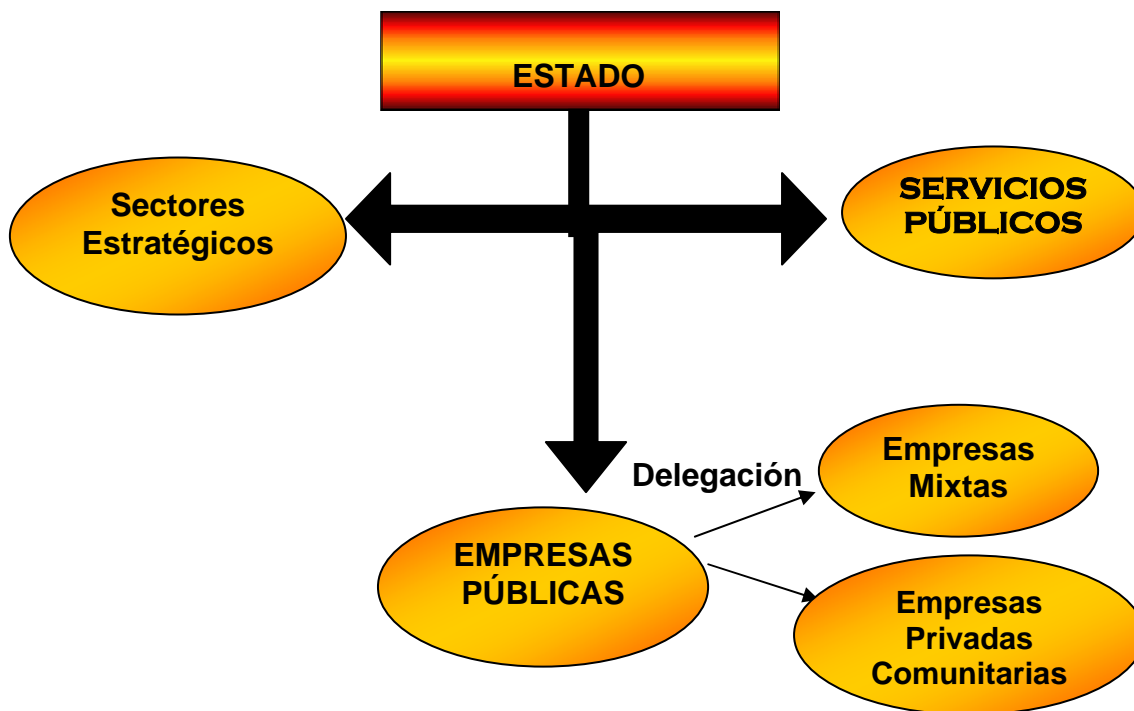 ESTADO
Sectores
Estratégicos
SERVICIOS
PÚBLICOS
Delegación
Empresas
Mixtas
EMPRESAS
PÚBLICAS
Empresas
Privadas
Comunitarias